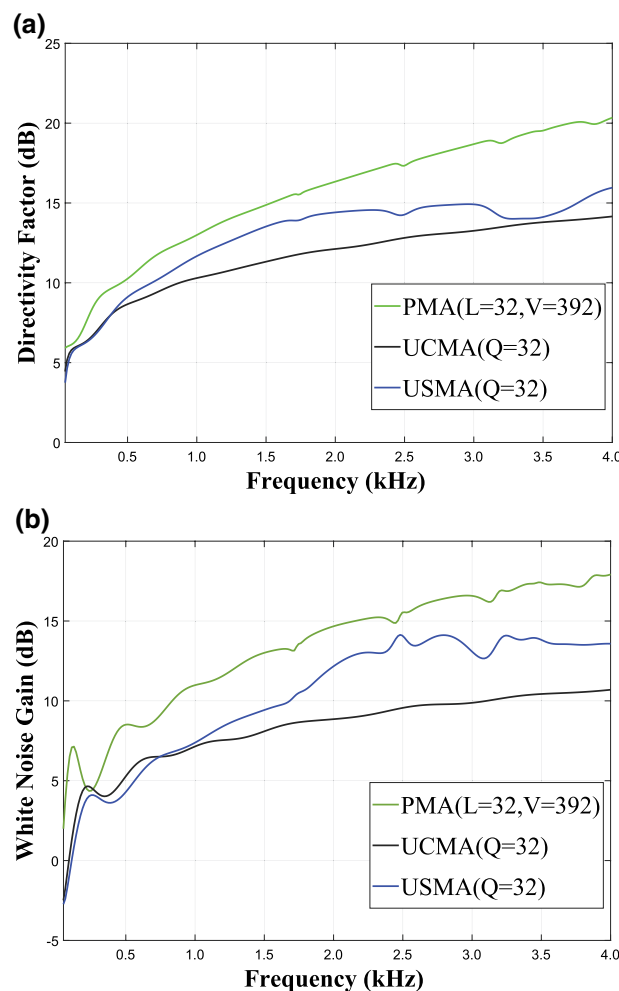 (a)
25
20
15
10
5
0
Directivity Factor (dB)
PMA(L=32,V=392)
UCMA(Q=32)
USMA(Q=32)
0.5 1.0 1.5 2.0 2.5 3.0 3.5 4.0
Frequency (kHz)
(b)
20
15
10
5
0
-5
White Noise Gain (dB)
PMA(L=32,V=392)
UCMA(Q=32)
USMA(Q=32)
0.5 1.0 1.5 2.0 2.5 3.0 3.5 4.0
Frequency (kHz)